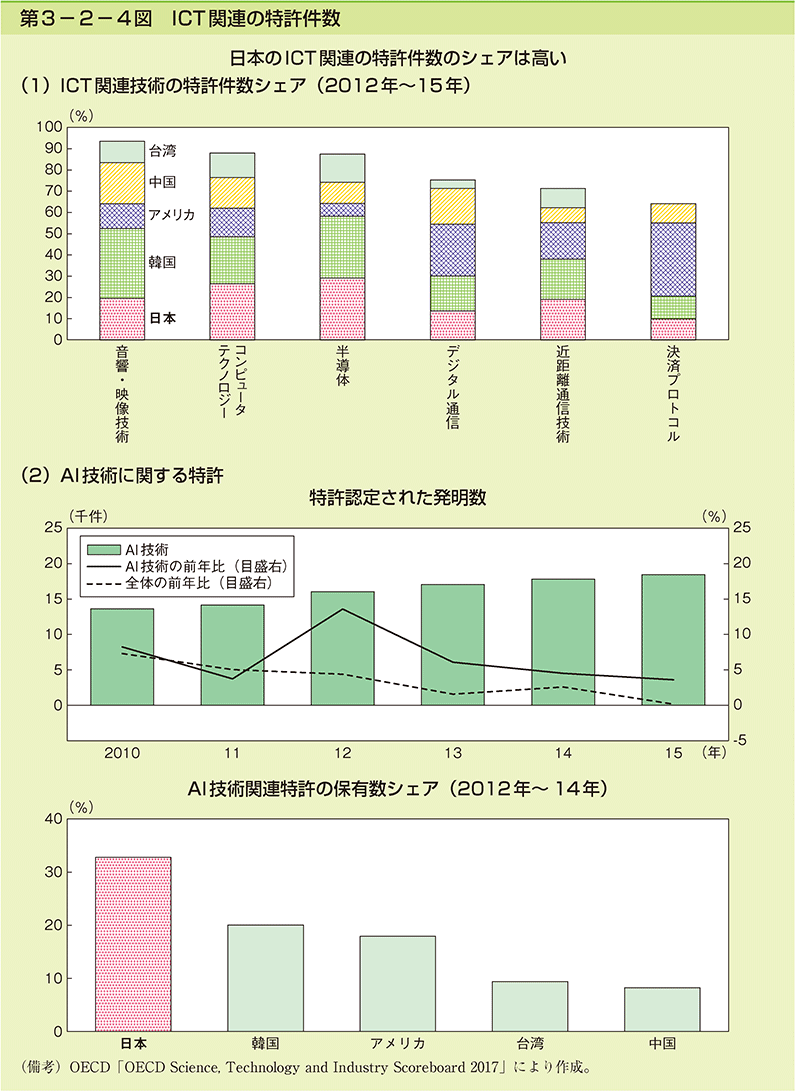 第３－２－４図 ＩＣＴ関連の特許件数
日本のＩＣＴ関連の特許件数のシェアは高い
（１）ＩＣＴ関連技術の特許件数シェア（２０１２年～１５年）
（％）
100
90
80
70
60
50
40
30
20
10
0
台湾
中国
アメリカ
韓国
日本
音響・映像技術
コンピュータ
テクノロジー
半導体
デジタル通信
近距離通信技術
決済プロトコル
（２）ＡＩ技術に関する特許
特許認定された発明数
（千件）
（％）
25
20
15
10
5
0
25
20
15
10
5
0
-5
AI技術
AI技術の前年比（目盛右）
全体の前年比（目盛右）
2010
11
12
13
14
15
（年）
ＡＩ技術関連特許の保有数シェア（２０１２年～１４年）
（％）
40
30
20
10
0
日本
韓国
アメリカ
台湾
中国
（備考）OECD「OECD Science, Technology and Industry Scoreboard 2017」により作成。